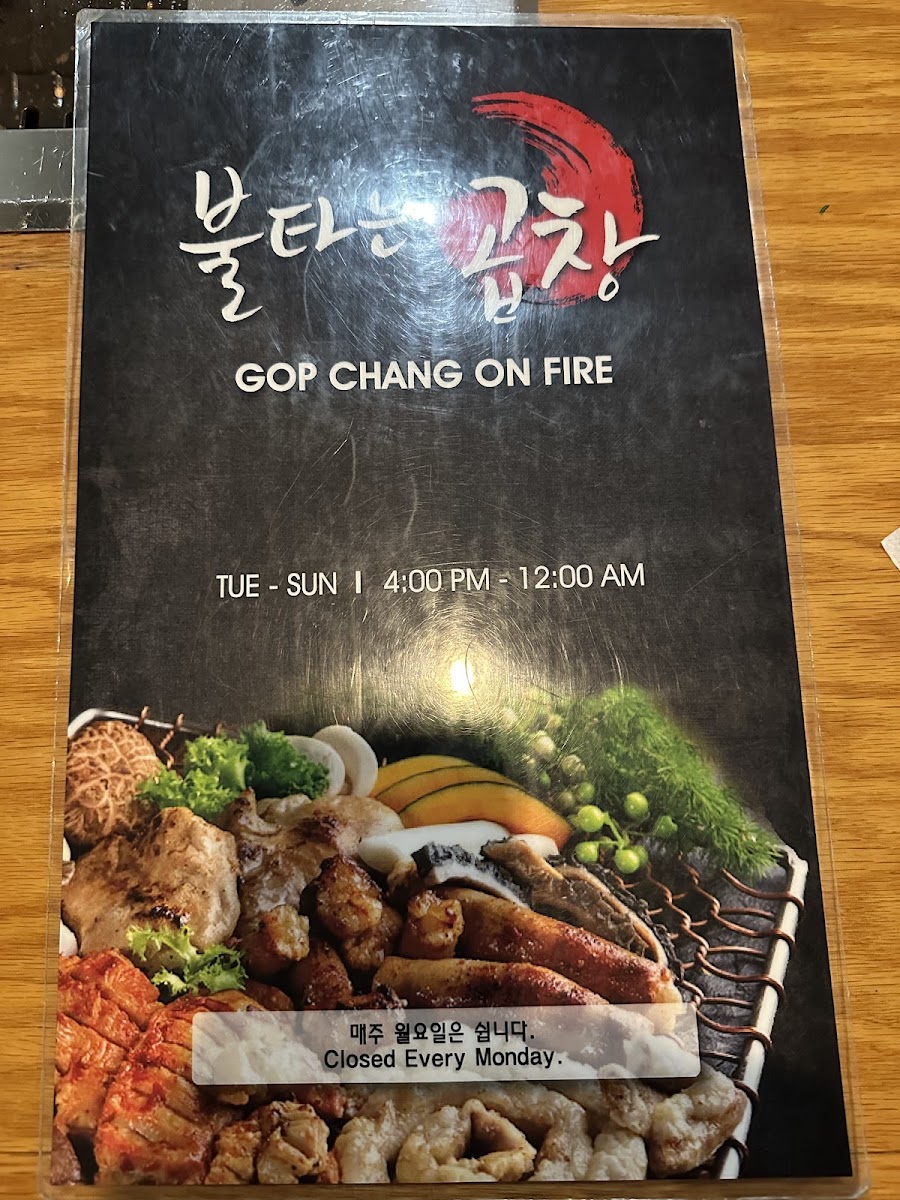 불타는 곱창
GOP CHANG ON FIRE
TUE - SUN | 4:00 PM - 12:00 AM
매주 월요일은 쉽니다.
Closed Every Monday.